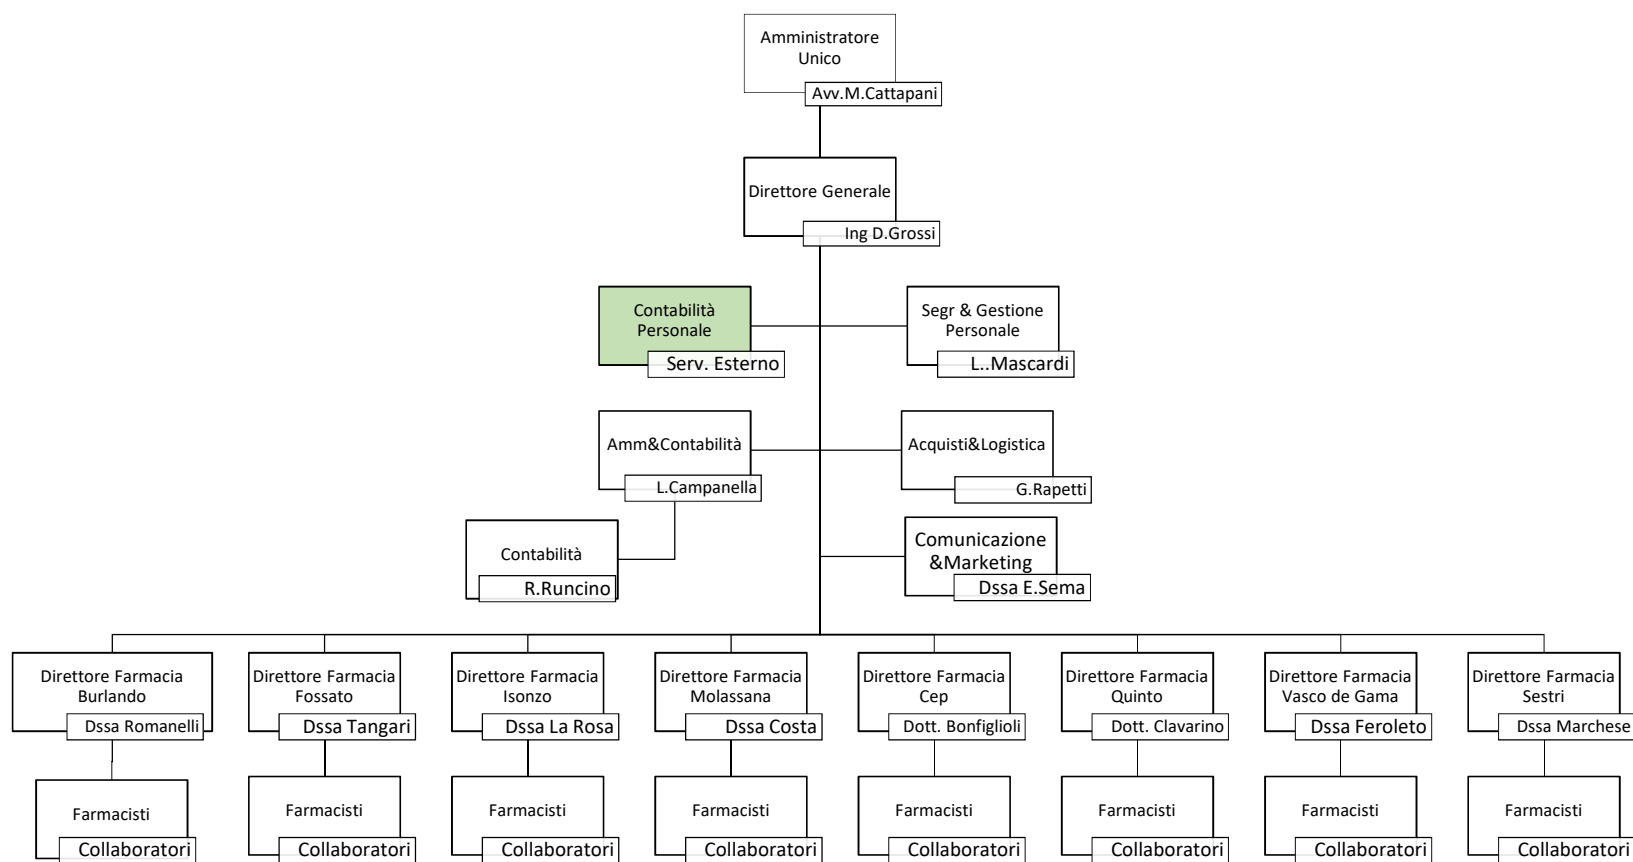 Amministratore
Unico
Avv.M.Cattapani
Direttore Generale
Ing D.Grossi
Contabilità
Personale
Serv. Esterno
Segr & Gestione
Personale
L..Mascardi
Amm&Contabilità
L.Campanella
Acquisti&Logistica
G.Rapetti
Contabilità
R.Runcino
Comunicazione
&Marketing
Dssa E.Sema
Direttore Farmacia
Burlando
Dssa Romanelli
Direttore Farmacia
Fossato
Dssa Tangari
Direttore Farmacia
Isonzo
Dssa La Rosa
Direttore Farmacia
Molassana
Dssa Costa
Direttore Farmacia
Cep
Dott. Bonfiglioli
Direttore Farmacia
Quinto
Dott. Clavarino
Direttore Farmacia
Vasco de Gama
Dssa Feroleto
Direttore Farmacia
Sestri
Dssa Marchese
Farmacisti
Collaboratori
Farmacisti
Collaboratori
Farmacisti
Collaboratori
Farmacisti
Collaboratori
Farmacisti
Collaboratori
Farmacisti
Collaboratori
Farmacisti
Collaboratori
Farmacisti
Collaboratori